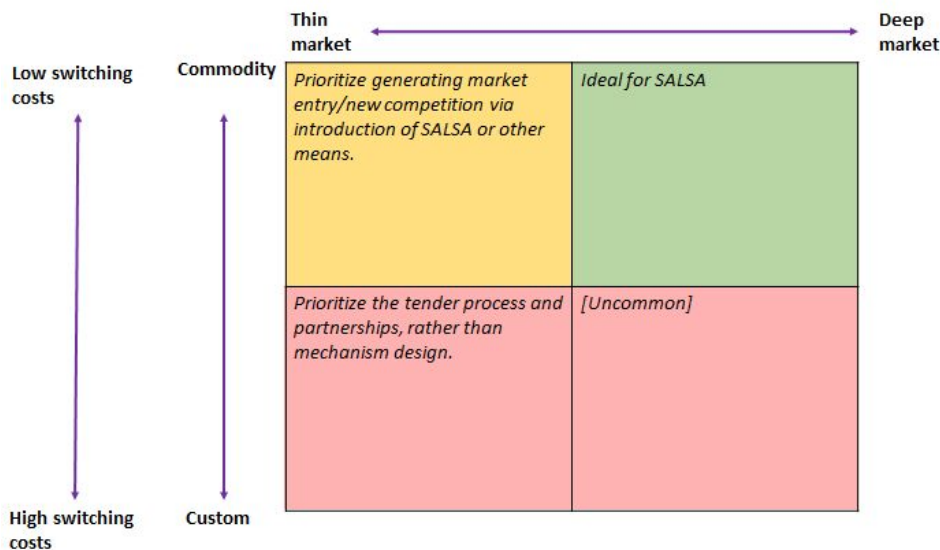 Thin
market
Deep
market
Low switching
costs
Commodity
Prioritize generating market
entry/new competition via
introduction of SALSA or other
means.
Ideal for SALSA
Prioritize the tender process and
partnerships, rather than
mechanism design.
[Uncommon]
High switching
costs
Custom